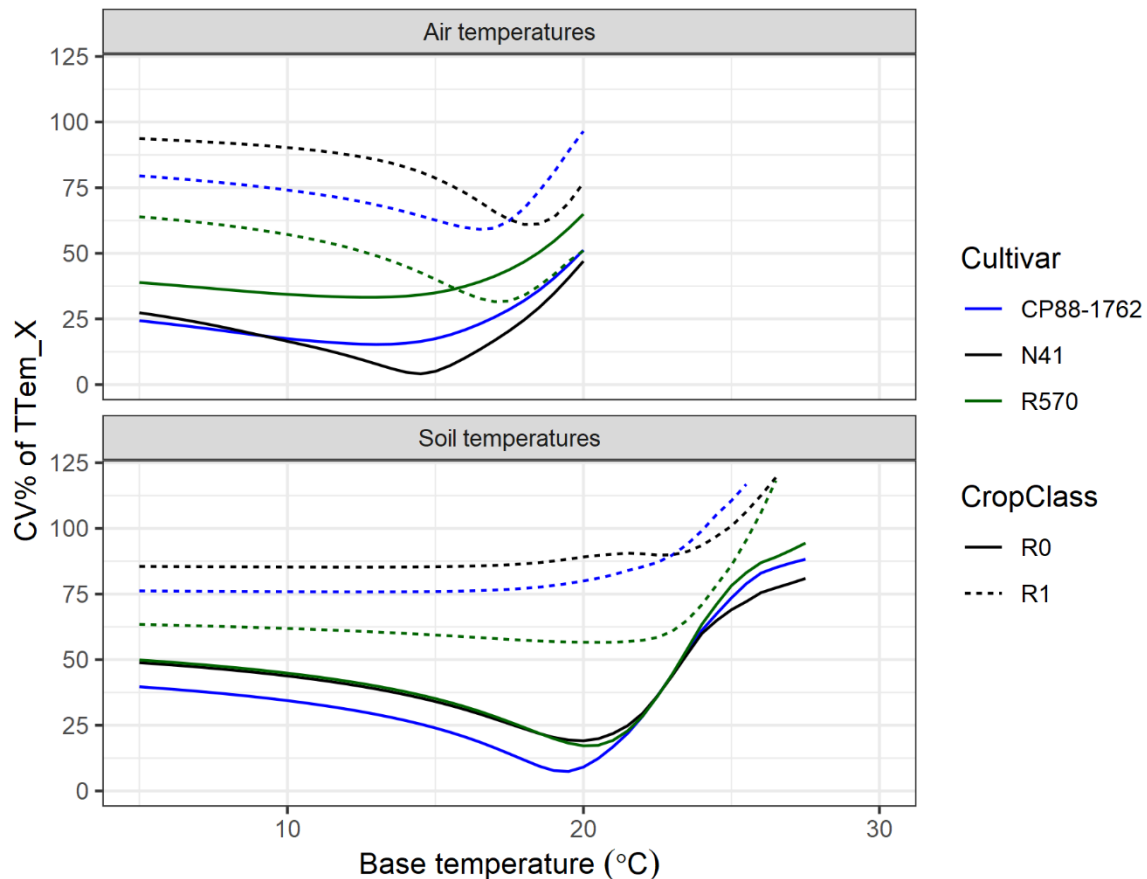 Air temperatures
125
100
75
50
25
0
Soil temperatures
125
100
75
50
25
0
10
20
30
Base temperature (°C)
CV% of TTem_X
Cultivar
CP88-1762
N41
R570
CropClass
R0
R1